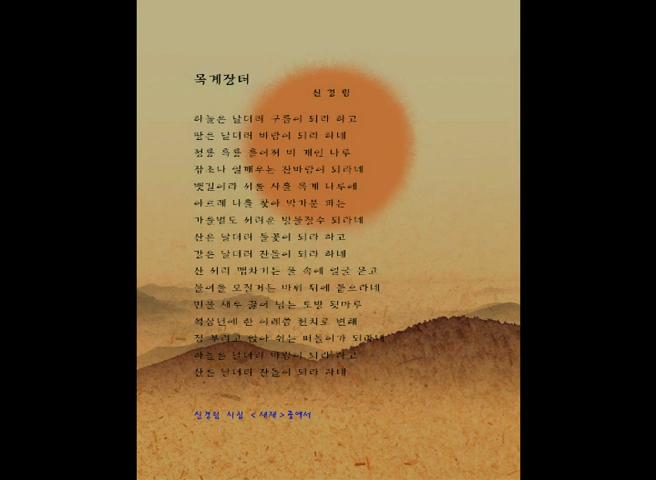 목계장터
신 경 림
하늘은 날더러 구름이 되라 하고
땅은 날더러 바람이 되라 하네
청룡 흑룡 흩어져 비 개인 나루
잡초나 일깨우는 잔바람이 되라네
뱃길이라 서울 사흘 목계 나루에
아흐레 나흘 찾아 박가분 파는
가을볕도 서러운 방물장수 되라네
산은 날더러 들꽃이 되라 하고
강은 날더러 잔돌이 되라 하네
산 서리 맵차거든 풀 속에 얼굴 묻고
물여울 모질거든 바위 뒤에 붙으라네
민물 새우 끓어 넘는 토방 툇마루
석삼년에 한 이레쯤 천치로 변해
짐 부리고 앉아 쉬는 떠돌이가 되라네
하늘은 날더러 바람이 되라 하고
산은 날더러 잔돌이 되라 하네
신경림 시집 <새재>중에서